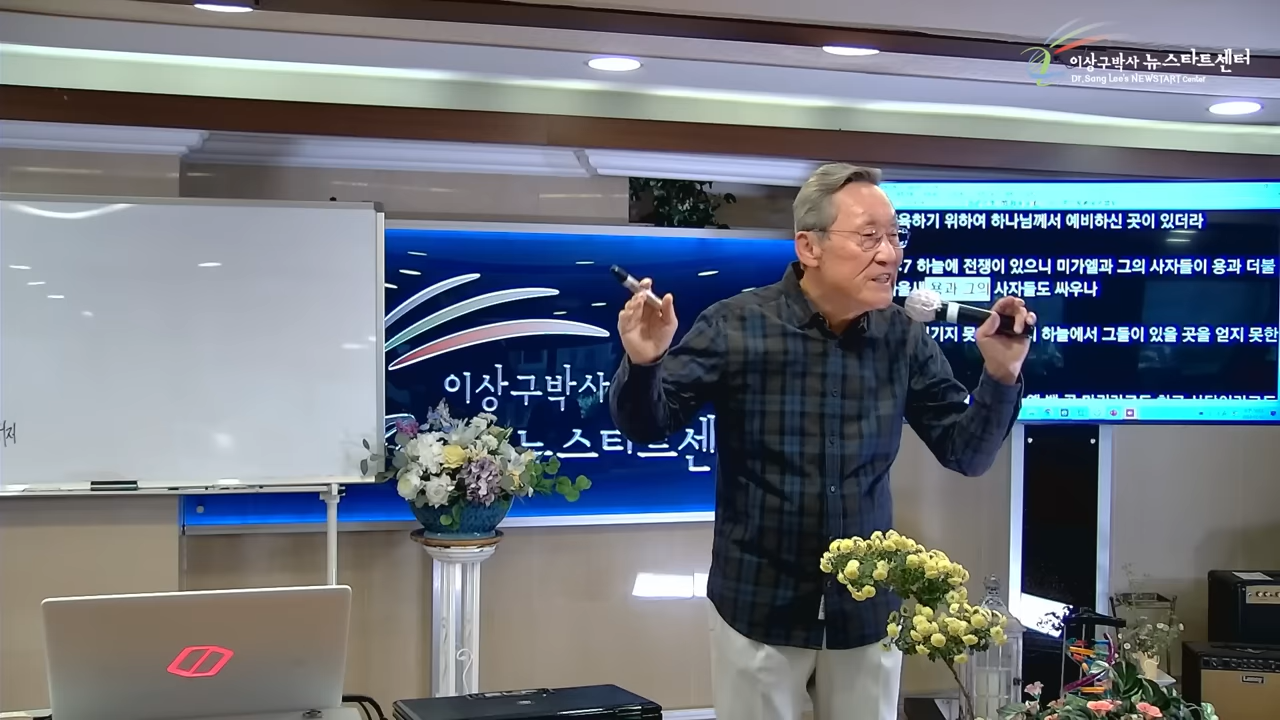 이상구박사 뉴스타트센터
Dr.Sang Lee's NEWSTART Center
하기 위하여 하나님께서 예비하신 곳이 있더라
:7 하늘에 전쟁이 있으니 미가엘과 그의 사자들이 용과 더불
용과 그의 사자들도 싸우나
하늘에서 그들이 있을 곳을 얻지 못한
이상구박사
뉴스타트센